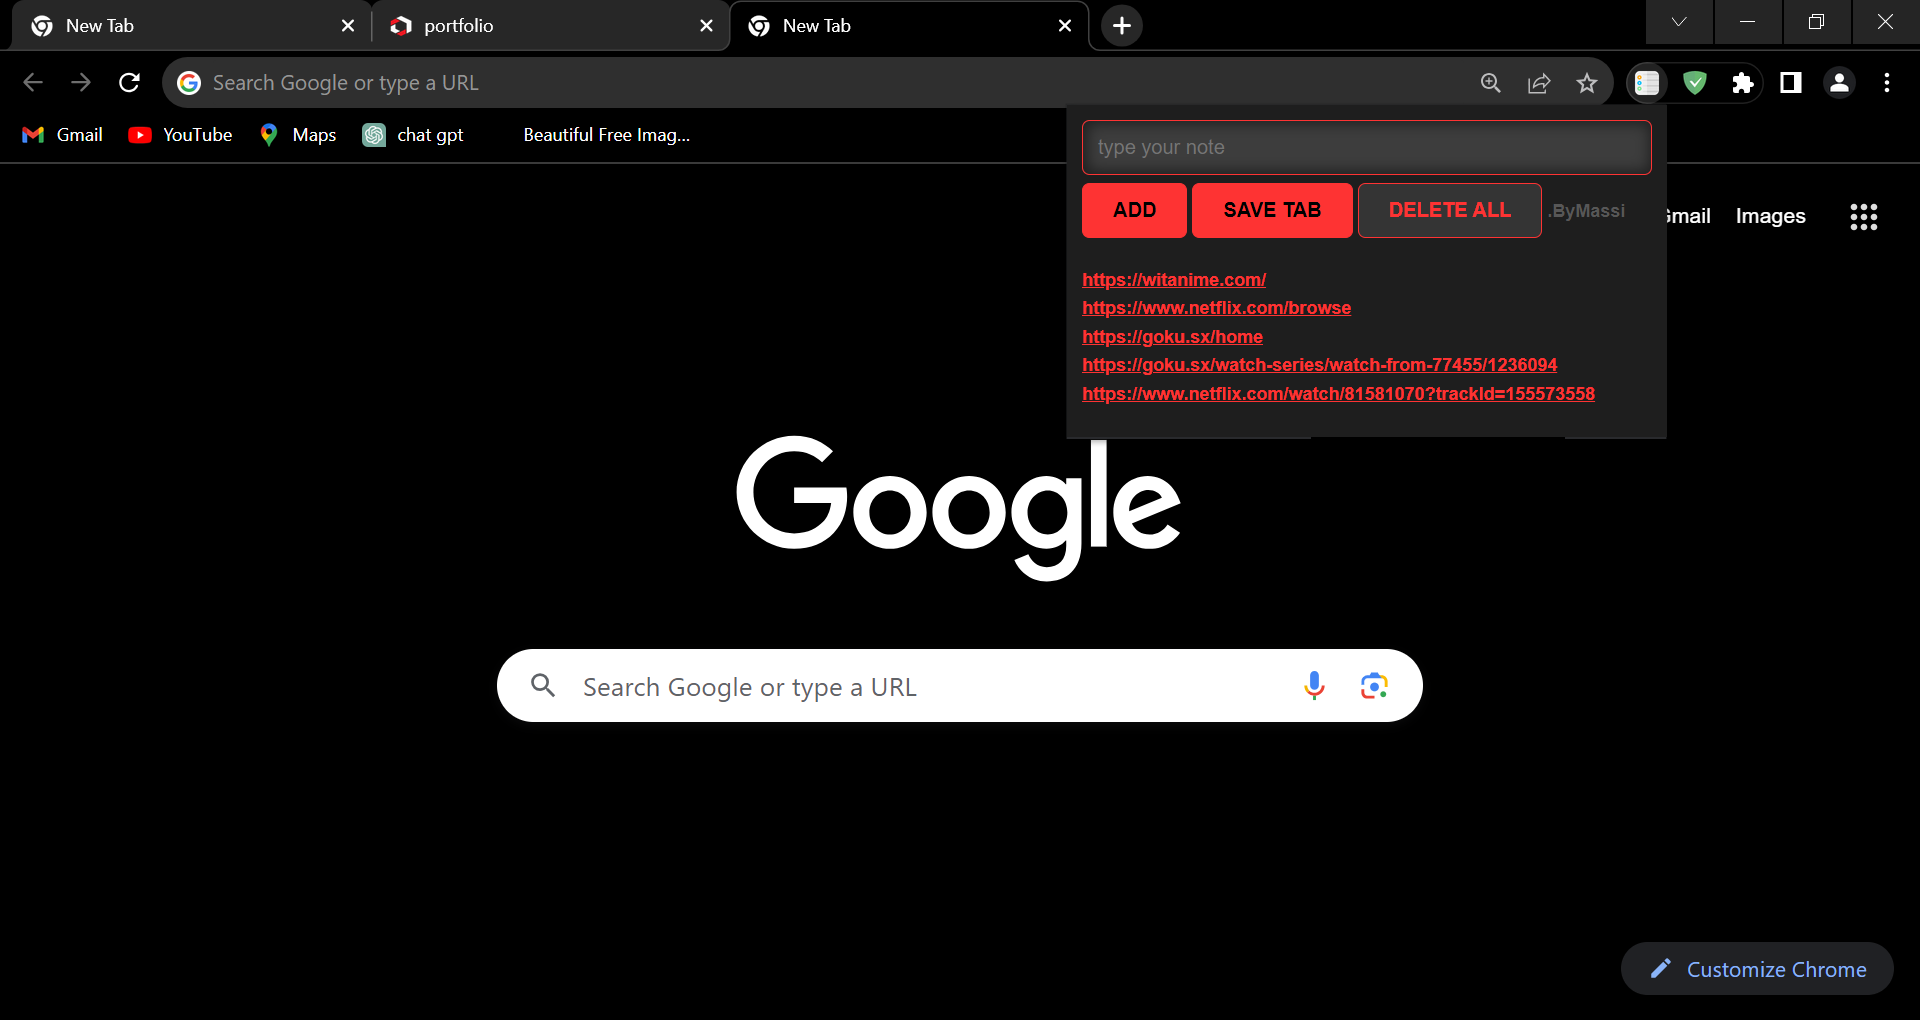 New Tab
portfolio
New Tab
Search Google or type a URL
Gmail
YouTube
Maps
chat gpt
Beautiful Free Imag...
type your note
ADD
SAVE TAB
DELETE ALL
.ByMassi
Gmail
Images
https://witanime.com/
https://www.netflix.com/browse
https://goku.sx/home
https://goku.sx/watch-series/watch-from-77455/1236094
https://www.netflix.com/watch/81581070?trackId=155573558
Google
Search Google or type a URL
Customize Chrome